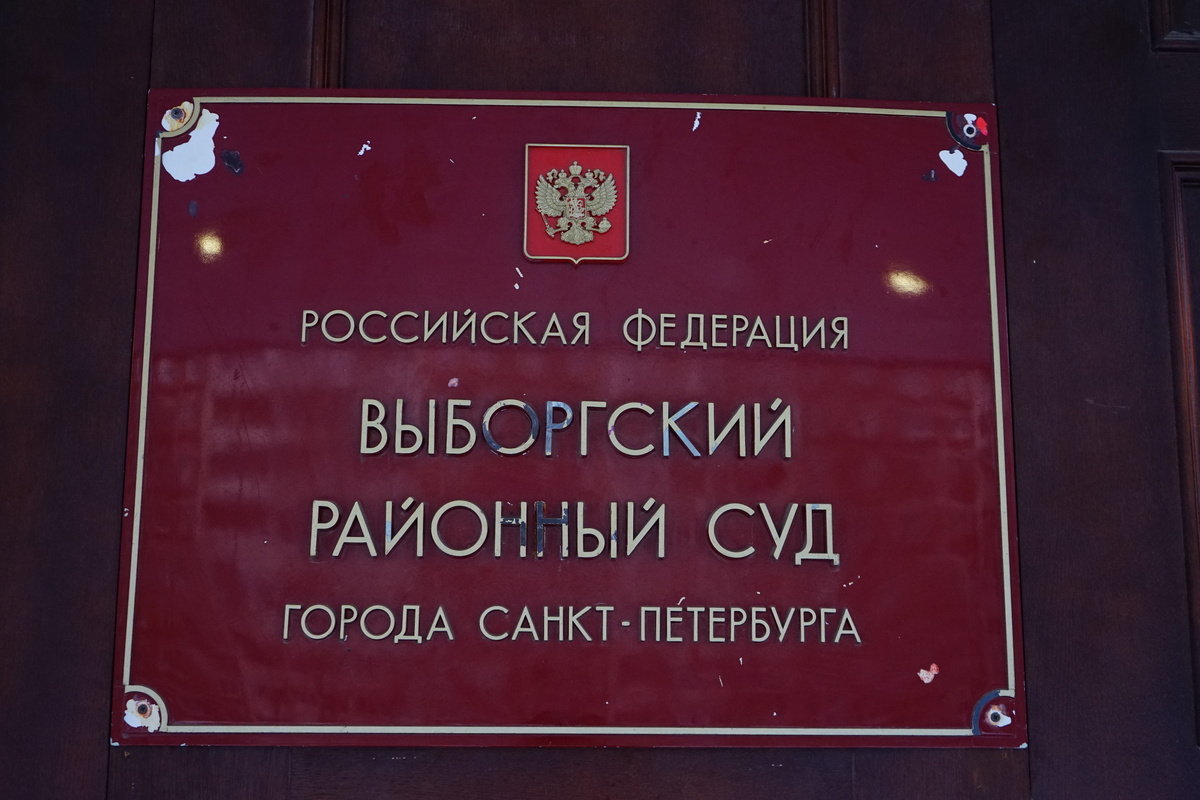 РОССИЙСКАЯ ФЕДЕРАЦИЯ
ВЫБОРГСКИЙ
РАЙОННЫЙ СУД
ГОРОДА САНКТ-ПЕТЕРБУРГА